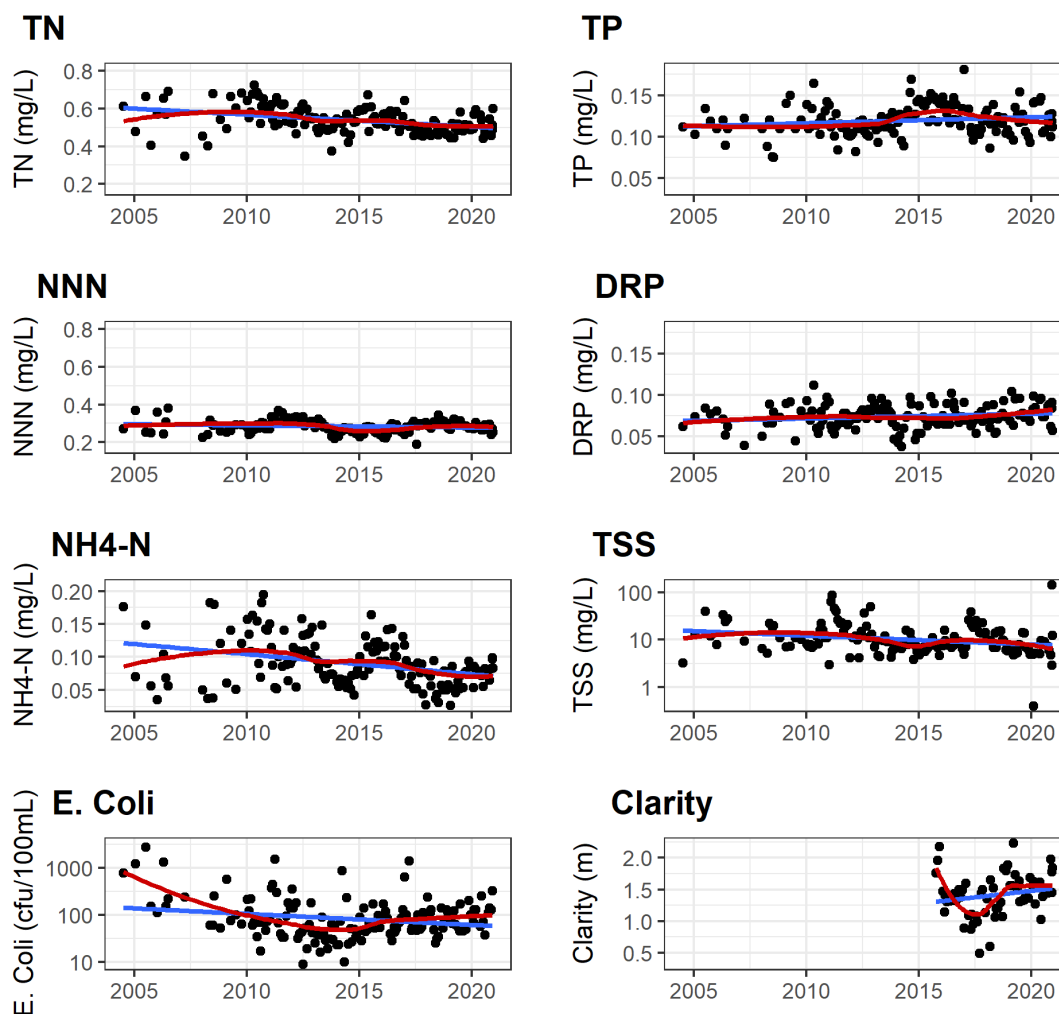 TN
TN (mg/L)
0.8
0.6
0.4
0.2
2005 2010 2015 2020
TP
TP (mg/L)
0.15
0.10
0.05
2005 2010 2015 2020
NNN
NNN (mg/L)
0.8
0.6
0.4
0.2
2005 2010 2015 2020
DRP
DRP (mg/L)
0.15
0.10
0.05
2005 2010 2015 2020
NH4-N
NH4-N (mg/L)
0.20
0.15
0.10
0.05
2005 2010 2015 2020
TSS
TSS (mg/L)
100
10
1
2005 2010 2015 2020
E. Coli
E. Coli (cfu/100mL)
1000
100
10
2005 2010 2015 2020
Clarity
Clarity (m)
2.0
1.5
1.0
0.5
2005 2010 2015 2020